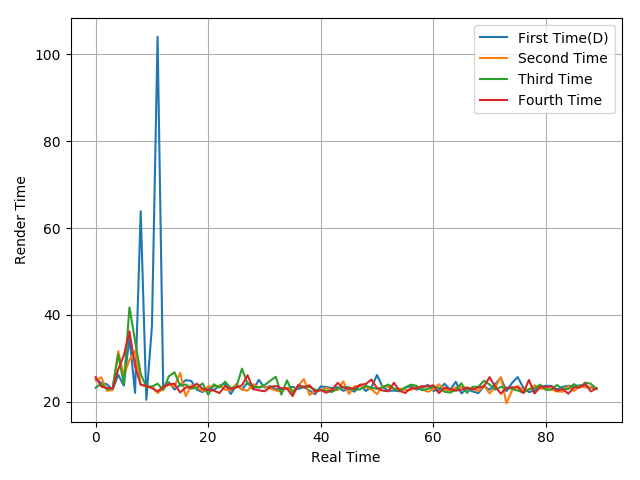 First Time(D)
Second Time
Third Time
Fourth Time
100
80
60
40
20
Render Time
0 20 40 60 80
Real Time